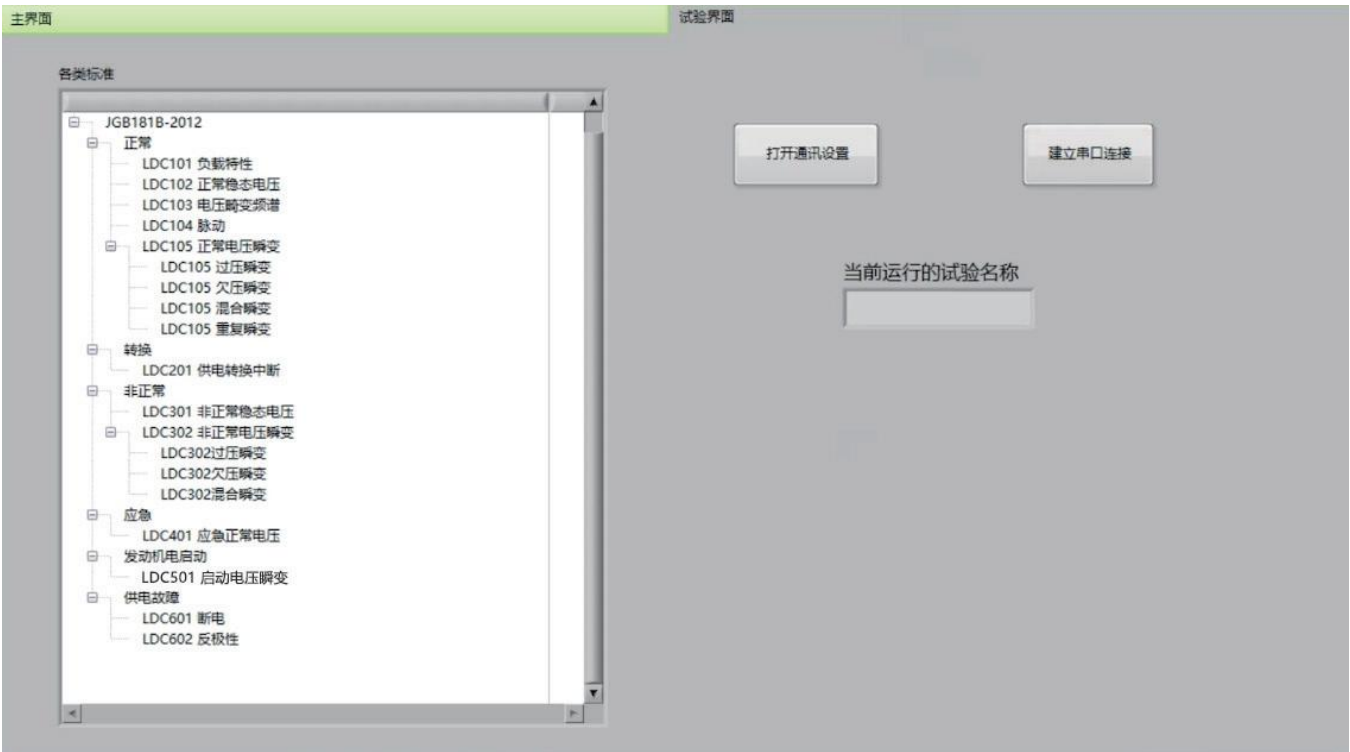 主界面
试验界面
各类标准
JGB181B-2012
正常
LDC101 负载特性
LDC102 正常稳态电压
LDC103 电压畸变频谱
LDC104 脉动
LDC105 正常电压瞬变
LDC105 过压瞬变
LDC105 欠压瞬变
LDC105 混合瞬变
LDC105 重复瞬变
转换
LDC201 供电转换中断
非正常
LDC301 非正常稳态电压
LDC302 非正常电压瞬变
LDC302过压瞬变
LDC302欠压瞬变
LDC302混合瞬变
应急
LDC401 应急正常电压
发动机电启动
LDC501 启动电压瞬变
供电故障
LDC601 断电
LDC602 反极性
打开通讯设置
建立串口连接
当前运行的试验名称